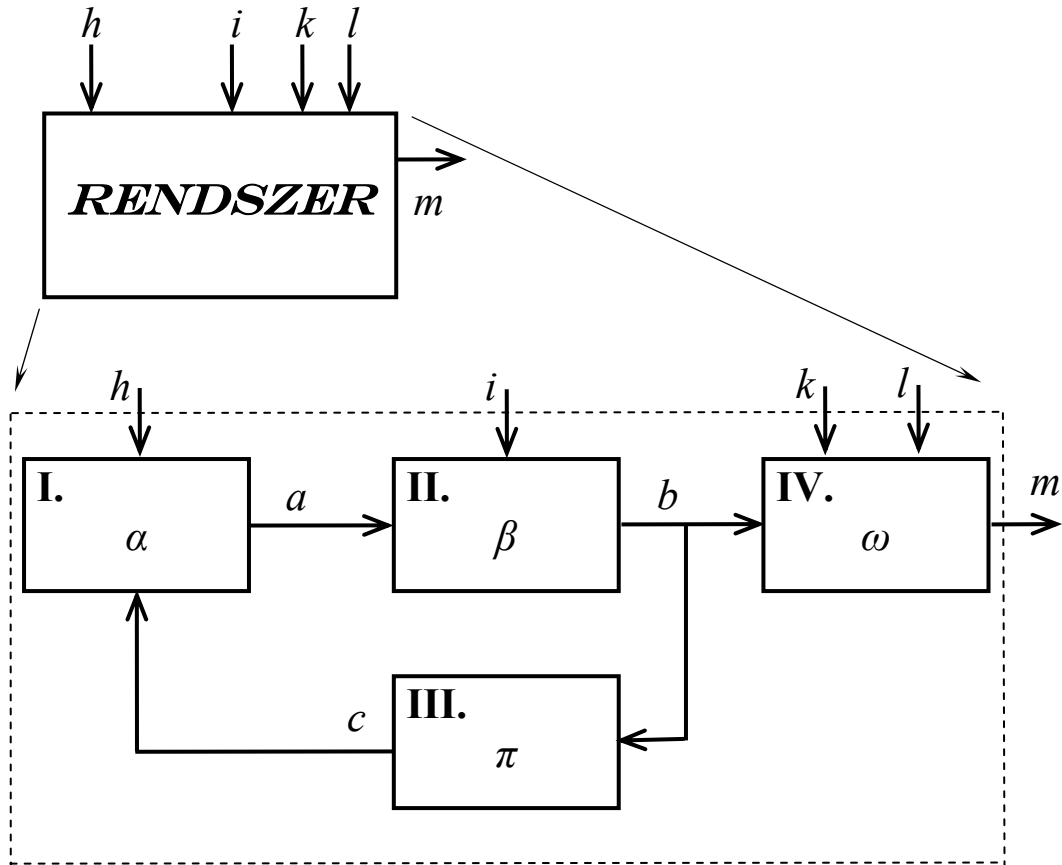 h i k l
RENDSZER
m
h i k l
I. a II. b IV. m
α β ω
c III.
π